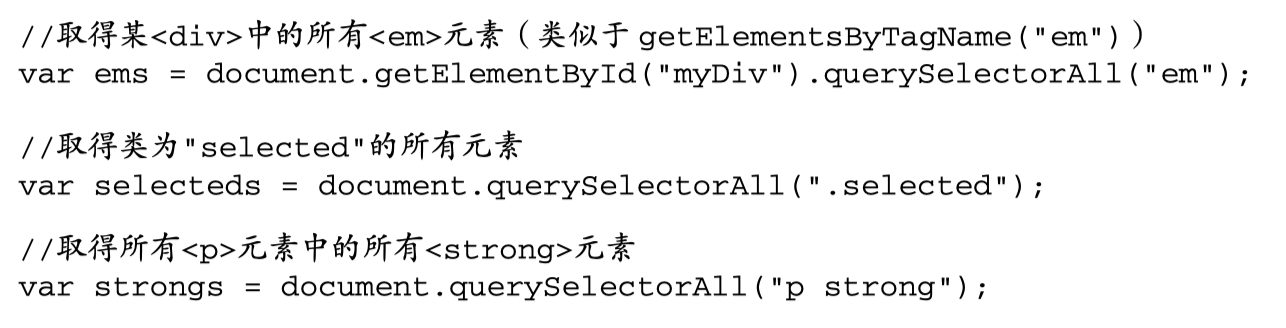 //取得某<div>中的所有<em>元素（类似于 getElementsByTagName("em")）
var ems = document.getElementById("myDiv").querySelectorAll("em");
//取得类为"selected"的所有元素
var selecteds = document.querySelectorAll(".selected");
//取得所有<p>元素中的所有<strong>元素
var strongs = document.querySelectorAll("p strong");